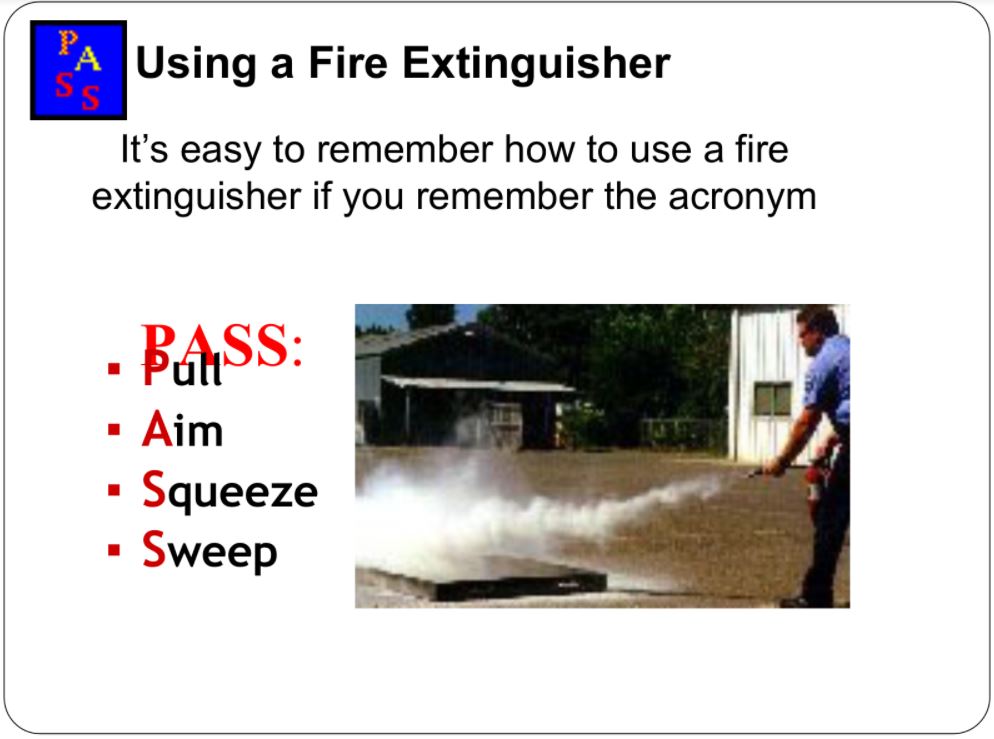 P
A
S
S
Using a Fire Extinguisher
It’s easy to remember how to use a fire
extinguisher if you remember the acronym
PASS:
▪ Pull
▪ Aim
▪ Squeeze
▪ Sweep